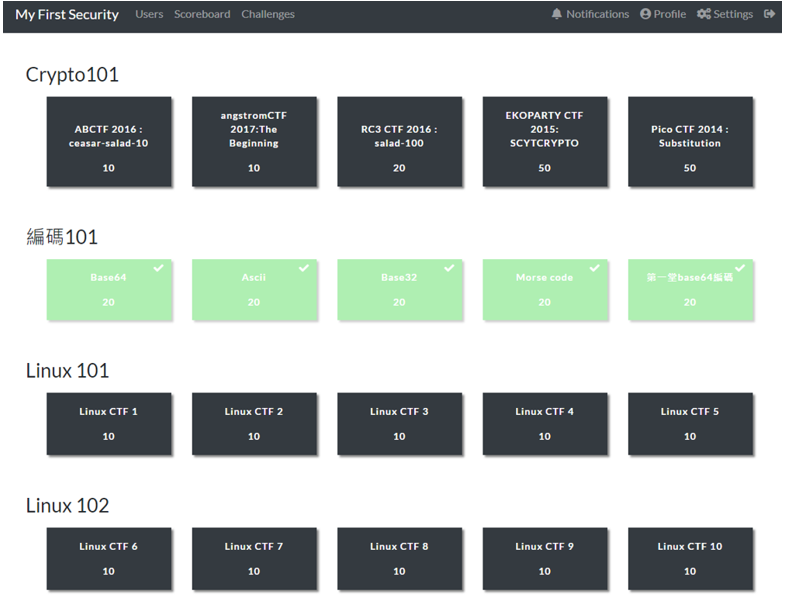 My First Security Users Scoreboard Challenges Notifications Profile Settings
Crypto101
ABCTF 2016 :
ceasar-salad-10
10
angstromCTF
2017:The
Beginning
10
RC3 CTF 2016 :
salad-100
20
EKOPARTY CTF
2015:
SCYTCRYPTO
50
Pico CTF 2014 :
Substitution
50
編碼101
Base64
20
Ascii
20
Base32
20
Morse code
20
第一堂base64編碼
20
Linux 101
Linux CTF 1
10
Linux CTF 2
10
Linux CTF 3
10
Linux CTF 4
10
Linux CTF 5
10
Linux 102
Linux CTF 6
10
Linux CTF 7
10
Linux CTF 8
10
Linux CTF 9
10
Linux CTF 10
10